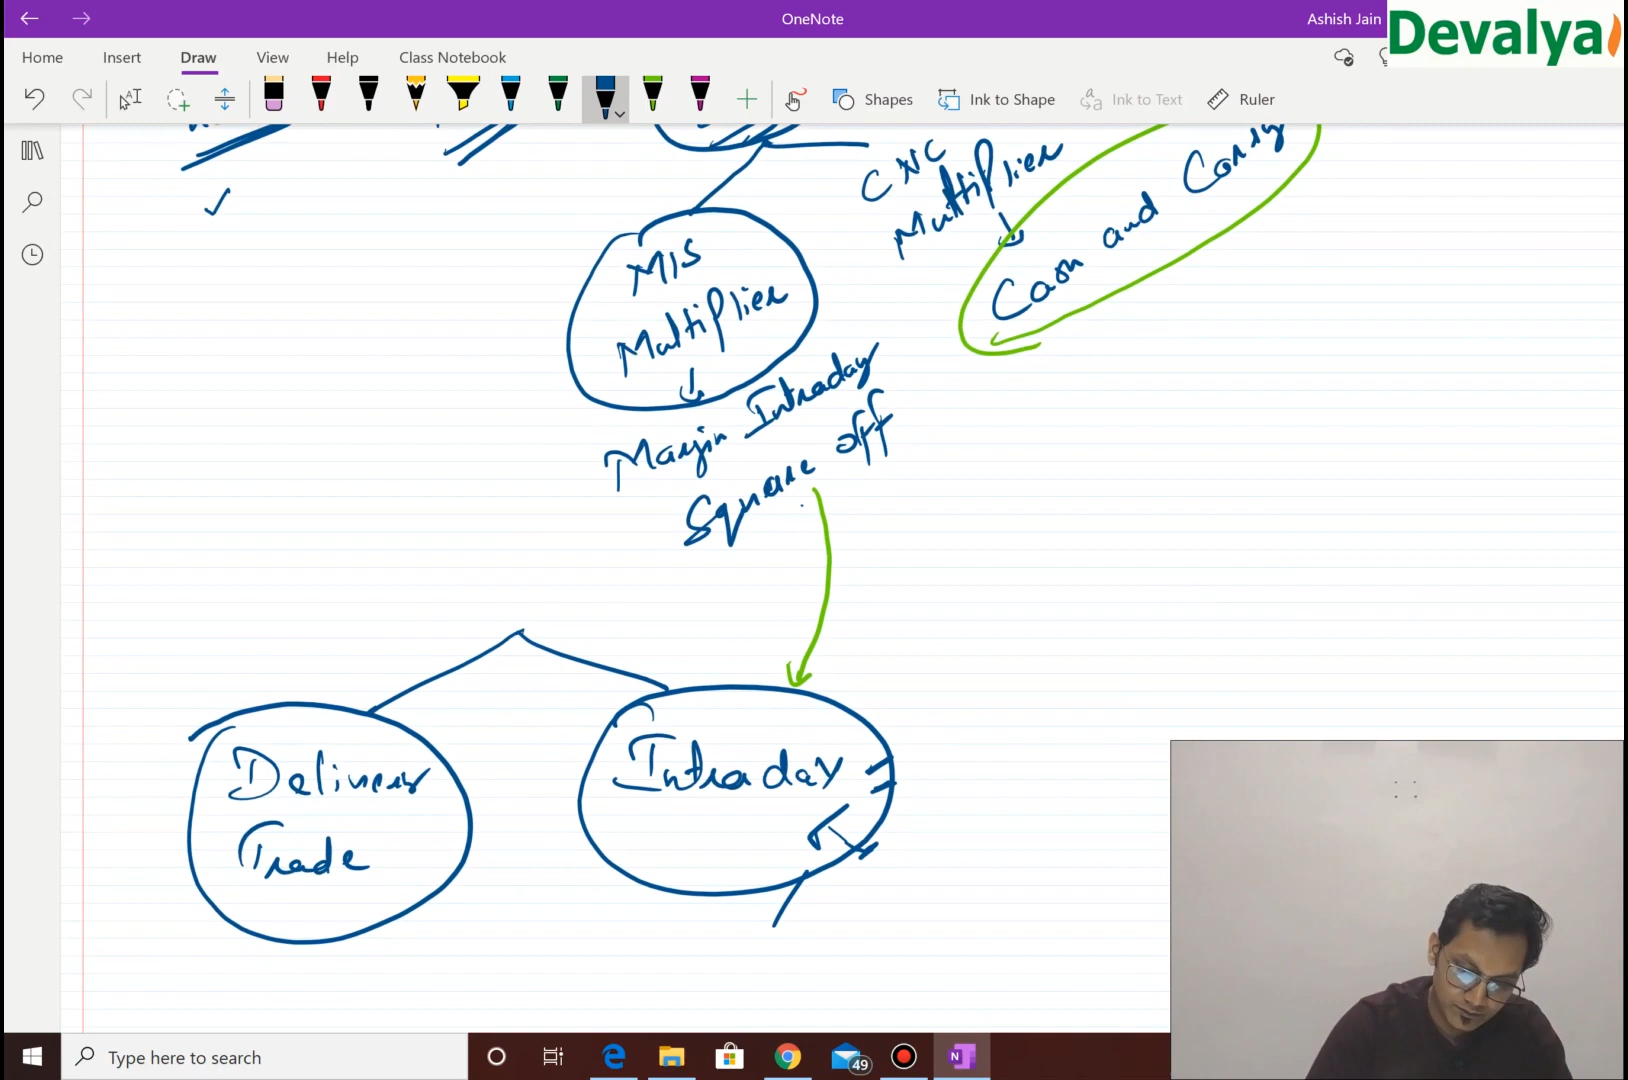 OneNote
Ashish Jain
Devalya
Home Insert Draw View Help Class Notebook
Shapes Ink to Shape Ink to Text Ruler
CNC
Multiplier
Cash and Carry
MIS
Multiplier
Margin Intraday
Square off
Delivery
Trade
Intraday
Type here to search
49
N